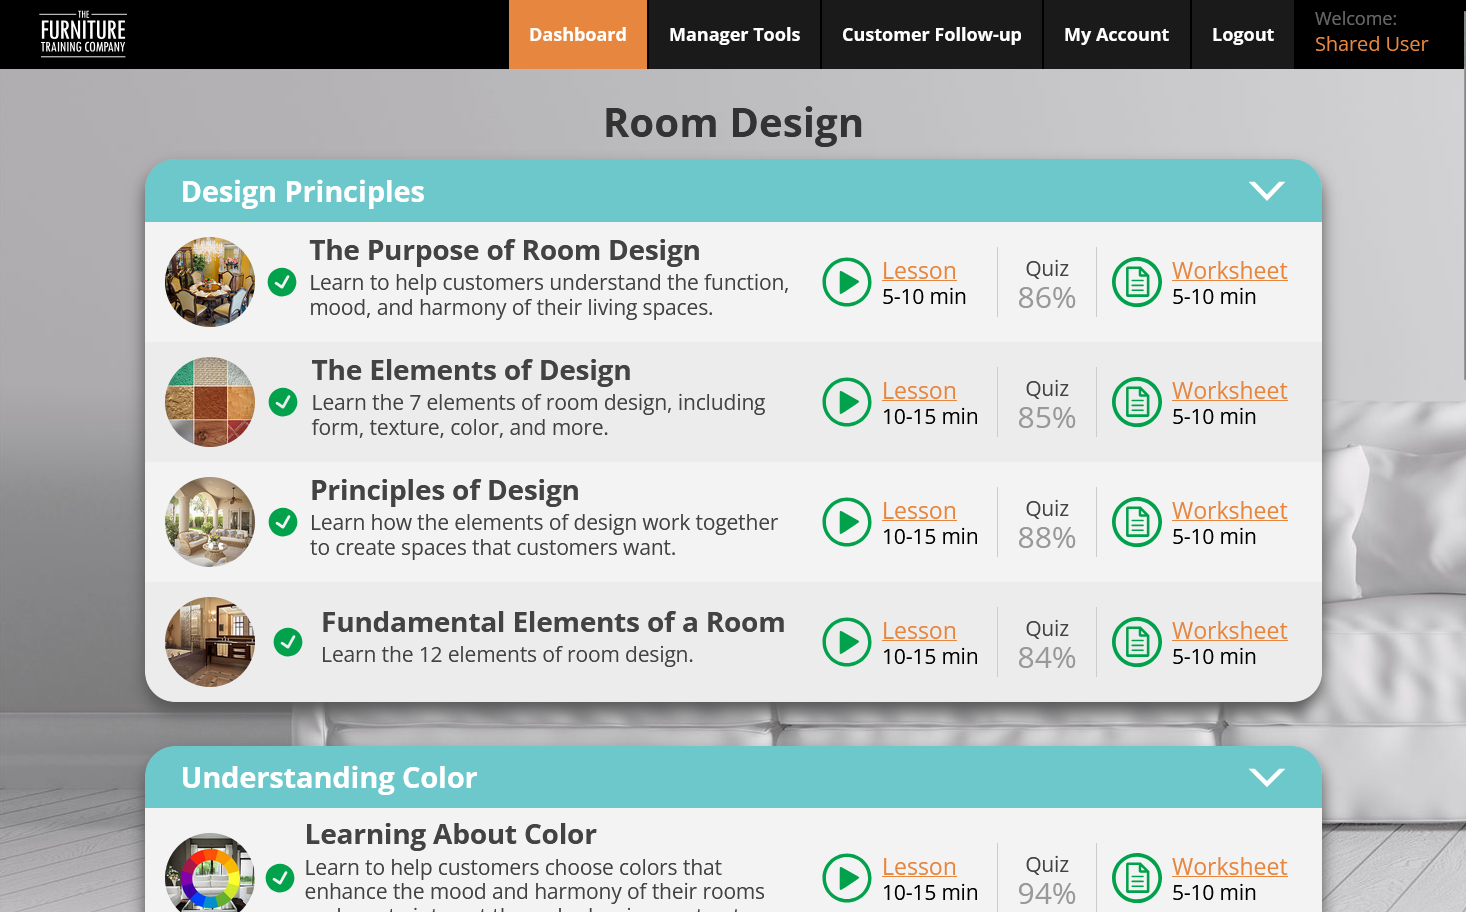 THE
FURNITURE
TRAINING COMPANY
Dashboard
Manager Tools
Customer Follow-up
My Account
Logout
Welcome:
Shared User
Room Design
Design Principles
The Purpose of Room Design
Learn to help customers understand the function,
mood, and harmony of their living spaces.
Lesson
5-10 min
Quiz
86%
Worksheet
5-10 min
The Elements of Design
Learn the 7 elements of room design, including
form, texture, color, and more.
Lesson
10-15 min
Quiz
85%
Worksheet
5-10 min
Principles of Design
Learn how the elements of design work together
to create spaces that customers want.
Lesson
10-15 min
Quiz
88%
Worksheet
5-10 min
Fundamental Elements of a Room
Learn the 12 elements of room design.
Lesson
10-15 min
Quiz
84%
Worksheet
5-10 min
Understanding Color
Learning About Color
Learn to help customers choose colors that
enhance the mood and harmony of their rooms
Lesson
10-15 min
Quiz
94%
Worksheet
5-10 min